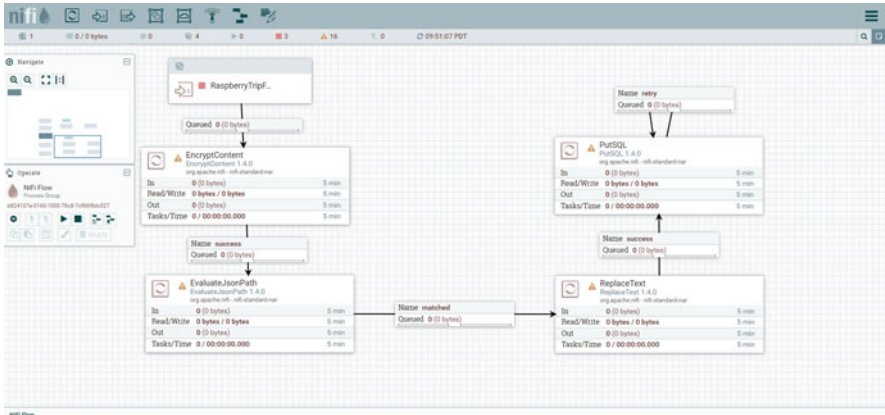 nifi
1 0 / 0 bytes 0 4 0 3 16 0 09:51:07 PDT
Navigate
Operate
NiFi Flow
Process Group
DELETE
RaspberryTripF...
Queued 0 (0 bytes)
EncryptContent
EncryptContent 1.4.0
org.apache.nifi - nifi-standard-nar
In 0 (0 bytes) 5 min
Read/Write 0 bytes / 0 bytes 5 min
Out 0 (0 bytes) 5 min
Tasks/Time 0 / 00:00:00.000 5 min
Name success
Queued 0 (0 bytes)
EvaluateJsonPath
EvaluateJsonPath 1.4.0
org.apache.nifi - nifi-standard-nar
In 0 (0 bytes) 5 min
Read/Write 0 bytes / 0 bytes 5 min
Out 0 (0 bytes) 5 min
Tasks/Time 0 / 00:00:00.000 5 min
Name matched
Queued 0 (0 bytes)
Name retry
Queued 0 (0 bytes)
PutSQL
PutSQL 1.4.0
org.apache.nifi - nifi-standard-nar
In 0 (0 bytes) 5 min
Read/Write 0 bytes / 0 bytes 5 min
Out 0 (0 bytes) 5 min
Tasks/Time 0 / 00:00:00.000 5 min
Name success
Queued 0 (0 bytes)
ReplaceText
ReplaceText 1.4.0
org.apache.nifi - nifi-standard-nar
In 0 (0 bytes) 5 min
Read/Write 0 bytes / 0 bytes 5 min
Out 0 (0 bytes) 5 min
Tasks/Time 0 / 00:00:00.000 5 min
NiFi Flow